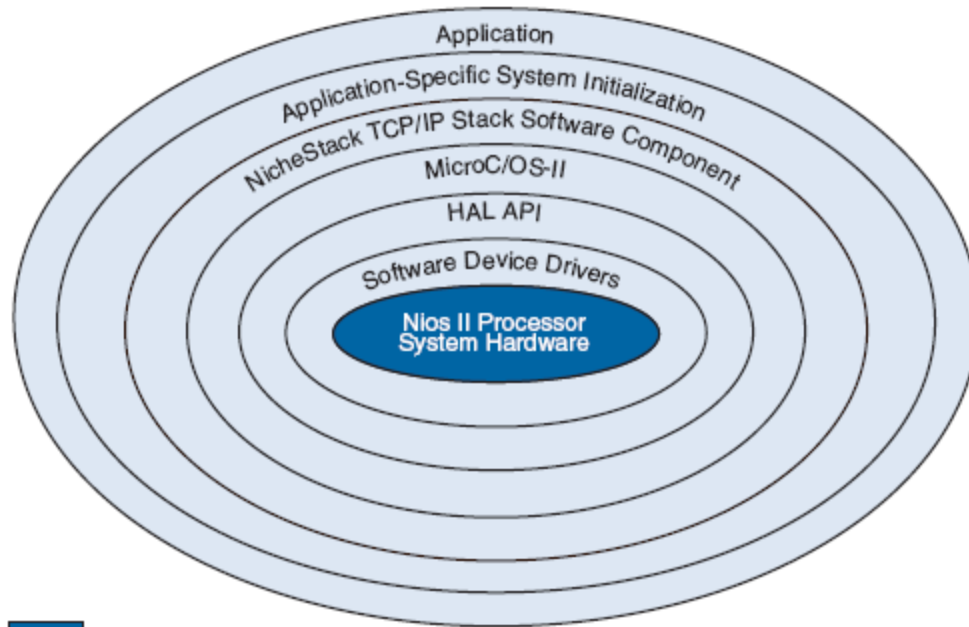 Application
Application-Specific System Initialization
NicheStack TCP/IP Stack Software Component
MicroC/OS-II
HAL API
Software Device Drivers
Nios II Processor
System Hardware